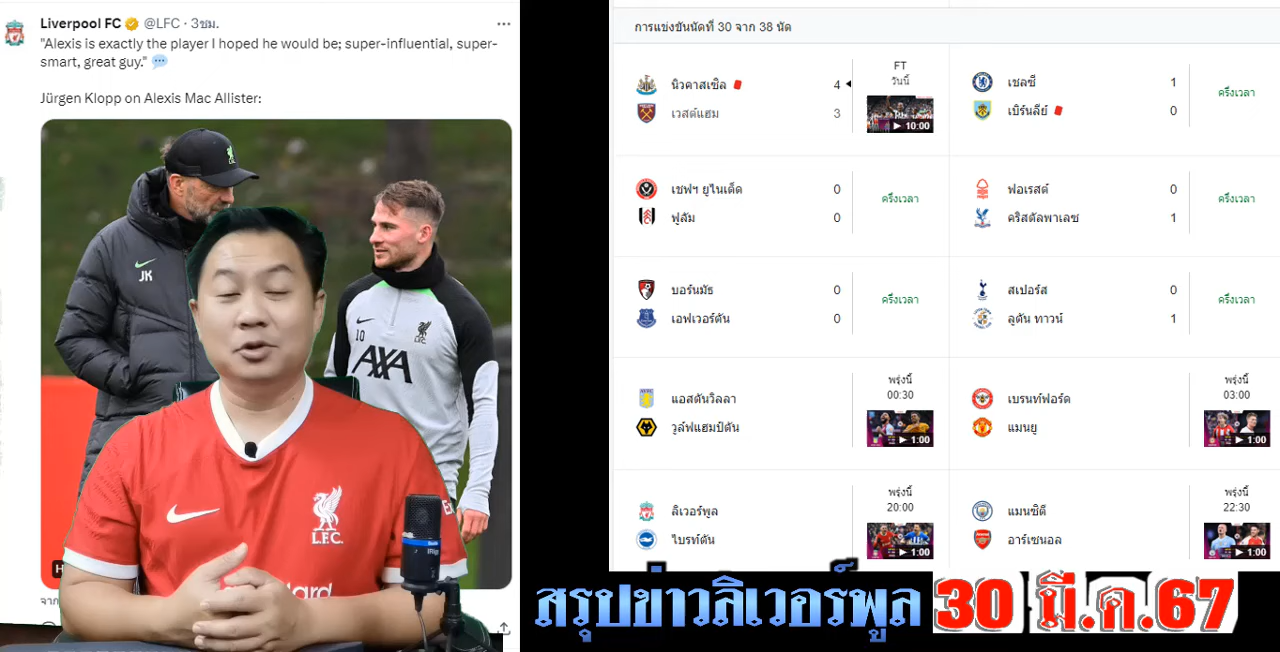 Liverpool FC @LFC · 3ชม.
"Alexis is exactly the player I hoped he would be; super-influential, super-
smart, great guy." 💬
Jürgen Klopp on Alexis Mac Allister:
JK
10
AXA
L.F.C.
iRig
จาก
การแข่งขันนัดที่ 30 จาก 38 นัด
นิวคาสเซิล 4
เวสต์แฮม 3
FT
วันนี้
10:00
เชลซี 1
เบิร์นลีย์ 0
ครึ่งเวลา
เชฟฯ ยูไนเต็ด 0
ฟูลัม 0
ครึ่งเวลา
ฟอเรสต์ 0
คริสตัลพาเลซ 1
ครึ่งเวลา
บอร์นมัธ 0
เอฟเวอร์ตัน 0
ครึ่งเวลา
สเปอร์ส 0
ลูตัน ทาวน์ 1
ครึ่งเวลา
แอสตันวิลลา
วูล์ฟแฮมป์ตัน
พรุ่งนี้
00:30
1:00
เบรนท์ฟอร์ด
แมนยู
พรุ่งนี้
03:00
1:00
ลิเวอร์พูล
ไบรท์ตัน
พรุ่งนี้
20:00
1:00
แมนซิตี
อาร์เซนอล
พรุ่งนี้
22:30
1:00
สรุปข่าวลิเวอร์พูล 30 มี.ค.67